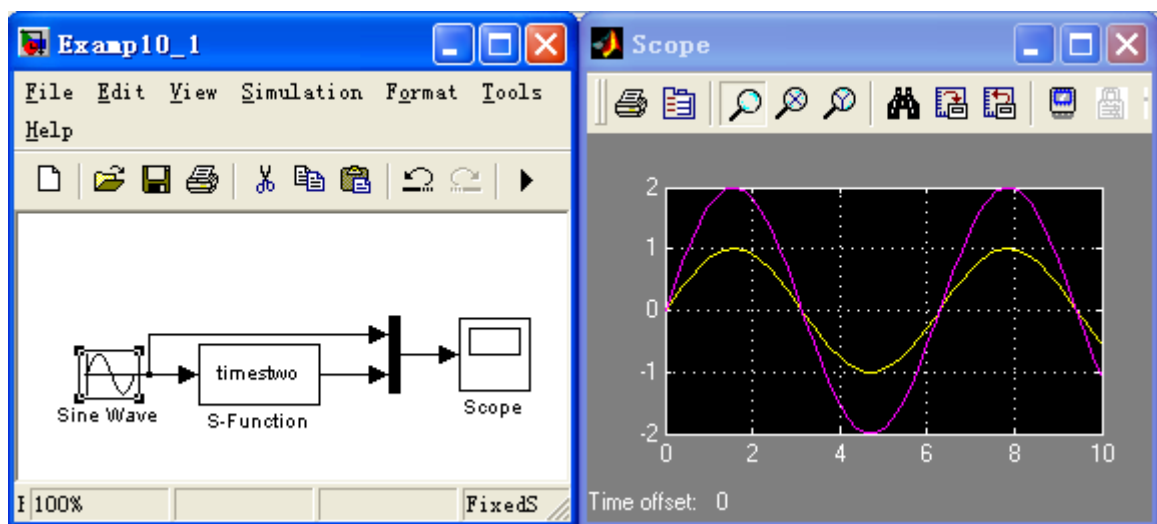 Examp10_1
File Edit View Simulation Format Tools
Help
timestwo
Sine Wave
S-Function
Scope
100%
FixedS
Scope
2
1
0
-1
-2
0 2 4 6 8 10
Time offset: 0